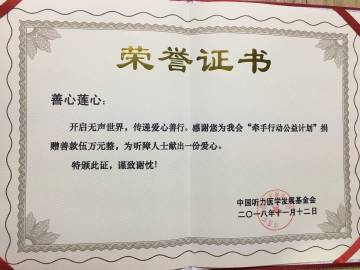 荣誉证书
善心莲心：
开启无声世界，传递爱心善行。感谢您为我会“牵手行动公益计划”捐
赠善款伍万元整，为听障人士献出一份爱心。
特颁此证，谨致谢忱！
中国听力医学发展基金会
二〇一八年十一月十二日